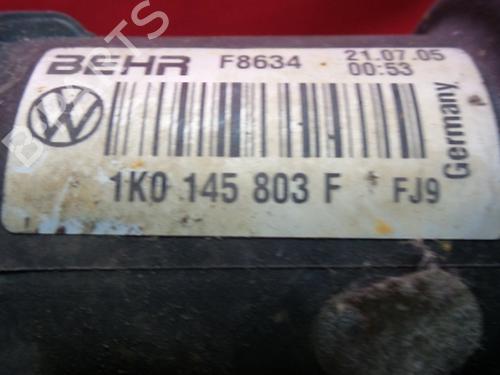 BEHR F8634 21.07.05
00:53
Germany
1K0 145 803 F FJ9